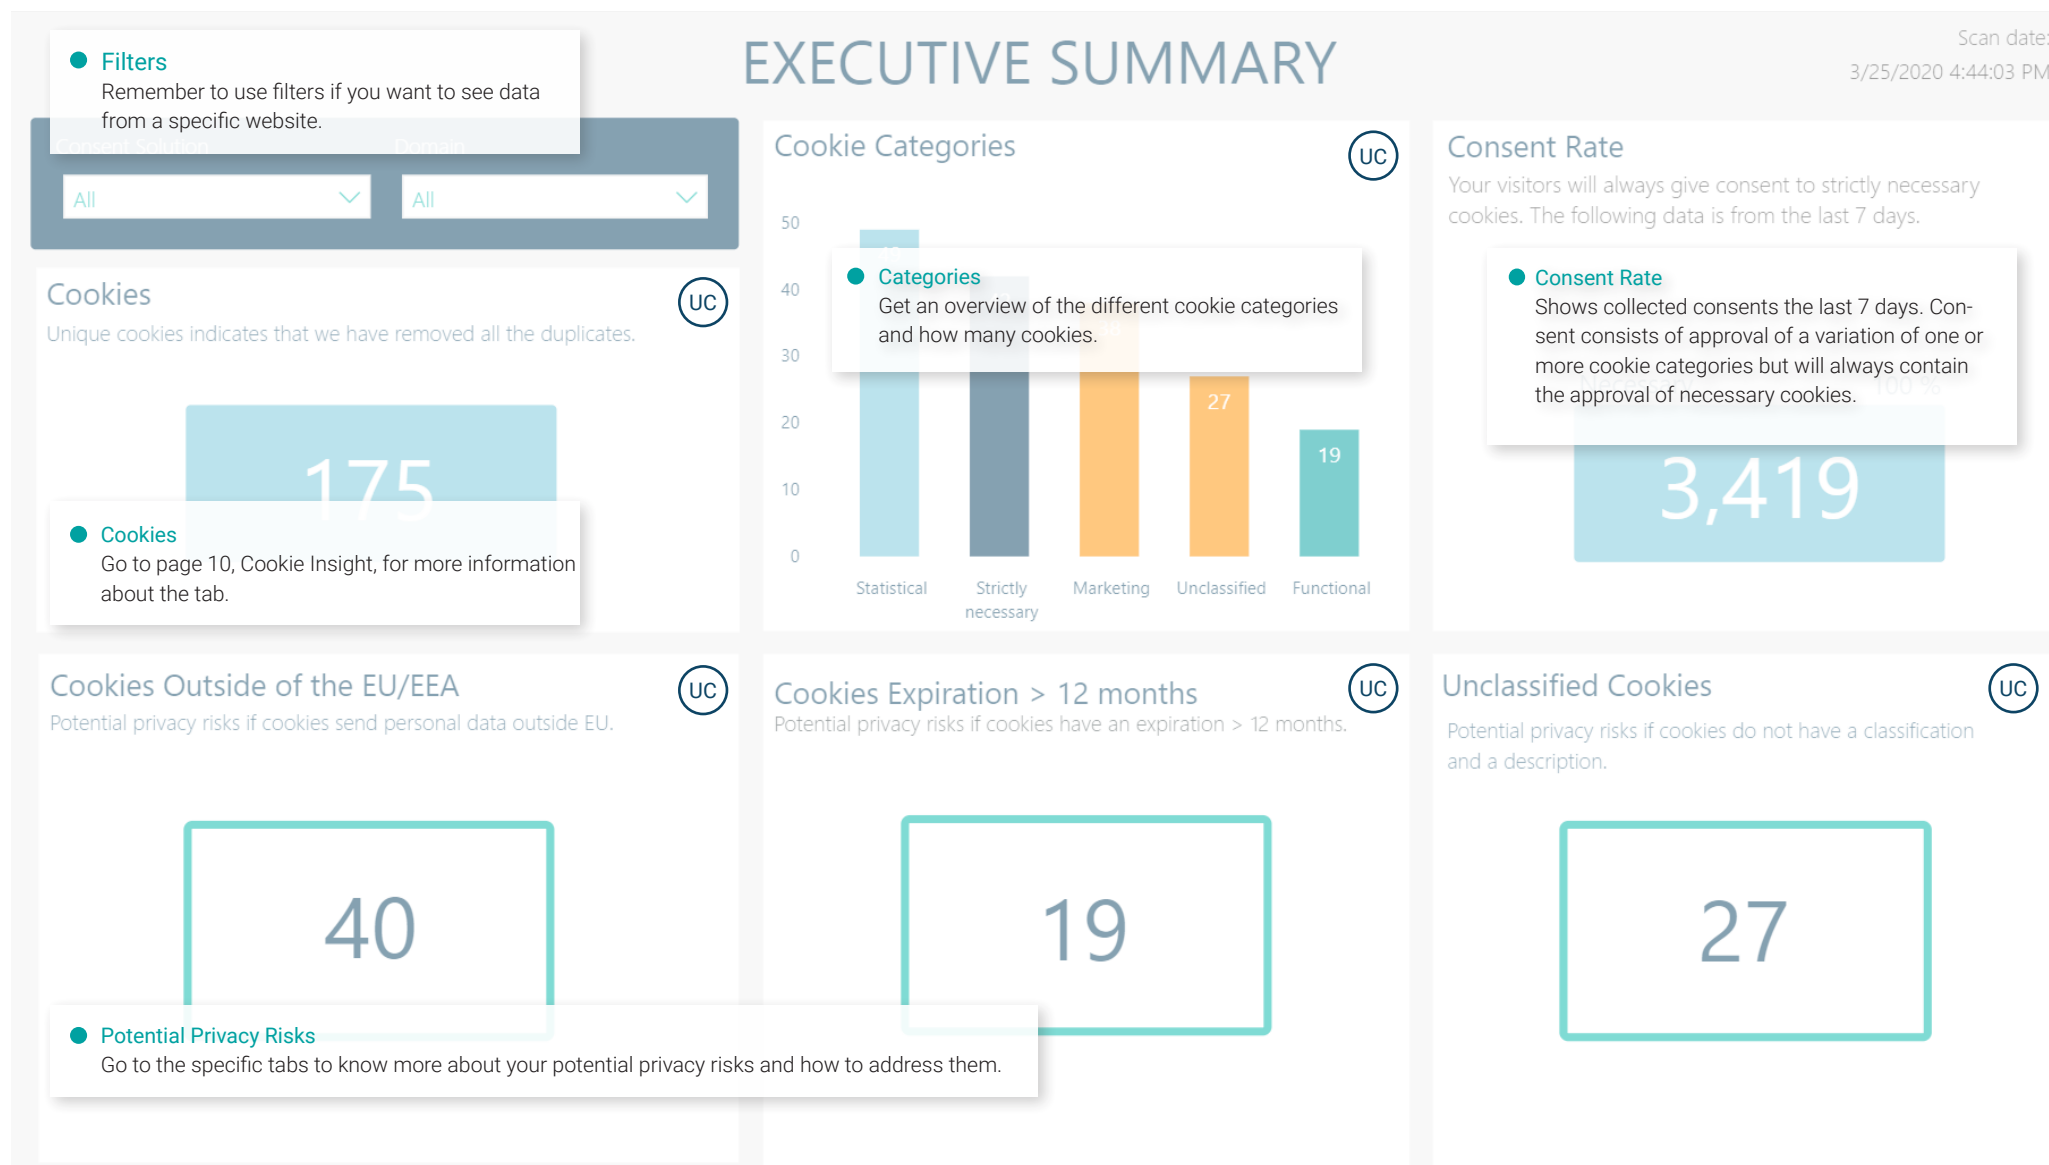 Filters
Remember to use filters if you want to see data
from a specific website.
EXECUTIVE SUMMARY
Scan date:
3/25/2020 4:44:03 PM
Consent Solution
Domain
All
All
Cookies
UC
Unique cookies indicates that we have removed all the duplicates.
175
Cookies
Go to page 10, Cookie Insight, for more information
about the tab.
Cookie Categories
UC
50
40
30
20
10
0
Categories
Get an overview of the different cookie categories
and how many cookies.
27
19
Statistical
Strictly
necessary
Marketing
Unclassified
Functional
Consent Rate
Your visitors will always give consent to strictly necessary
cookies. The following data is from the last 7 days.
Consent Rate
Shows collected consents the last 7 days. Con-
sent consists of approval of a variation of one or
more cookie categories but will always contain
the approval of necessary cookies.
100 %
3,419
Cookies Outside of the EU/EEA
UC
Potential privacy risks if cookies send personal data outside EU.
40
Cookies Expiration > 12 months
UC
Potential privacy risks if cookies have an expiration > 12 months.
19
Unclassified Cookies
UC
Potential privacy risks if cookies do not have a classification
and a description.
27
Potential Privacy Risks
Go to the specific tabs to know more about your potential privacy risks and how to address them.